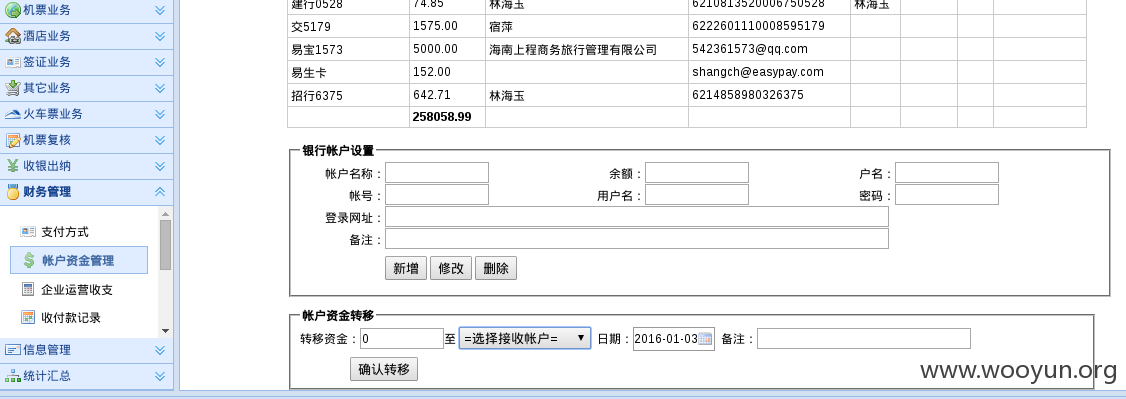 机票业务
酒店业务
签证业务
其它业务
火车票业务
机票复核
收银出纳
财务管理
支付方式
帐户资金管理
企业运营收支
收付款记录
信息管理
统计汇总
建行0528 74.85 林海玉 6210813520006750528 林海玉
交5179 1575.00 宿萍 6222601110008595179
易宝1573 5000.00 海南上程商务旅行管理有限公司 542361573@qq.com
易生卡 152.00 shangch@easypay.com
招行6375 642.71 林海玉 6214858980326375
258058.99
银行帐户设置
帐户名称： 余额： 户名：
帐号： 用户名： 密码：
登录网址：
备注：
新增 修改 删除
帐户资金转移
转移资金：0 至 =选择接收帐户= 日期：2016-01-03 备注：
确认转移
www.wooyun.org